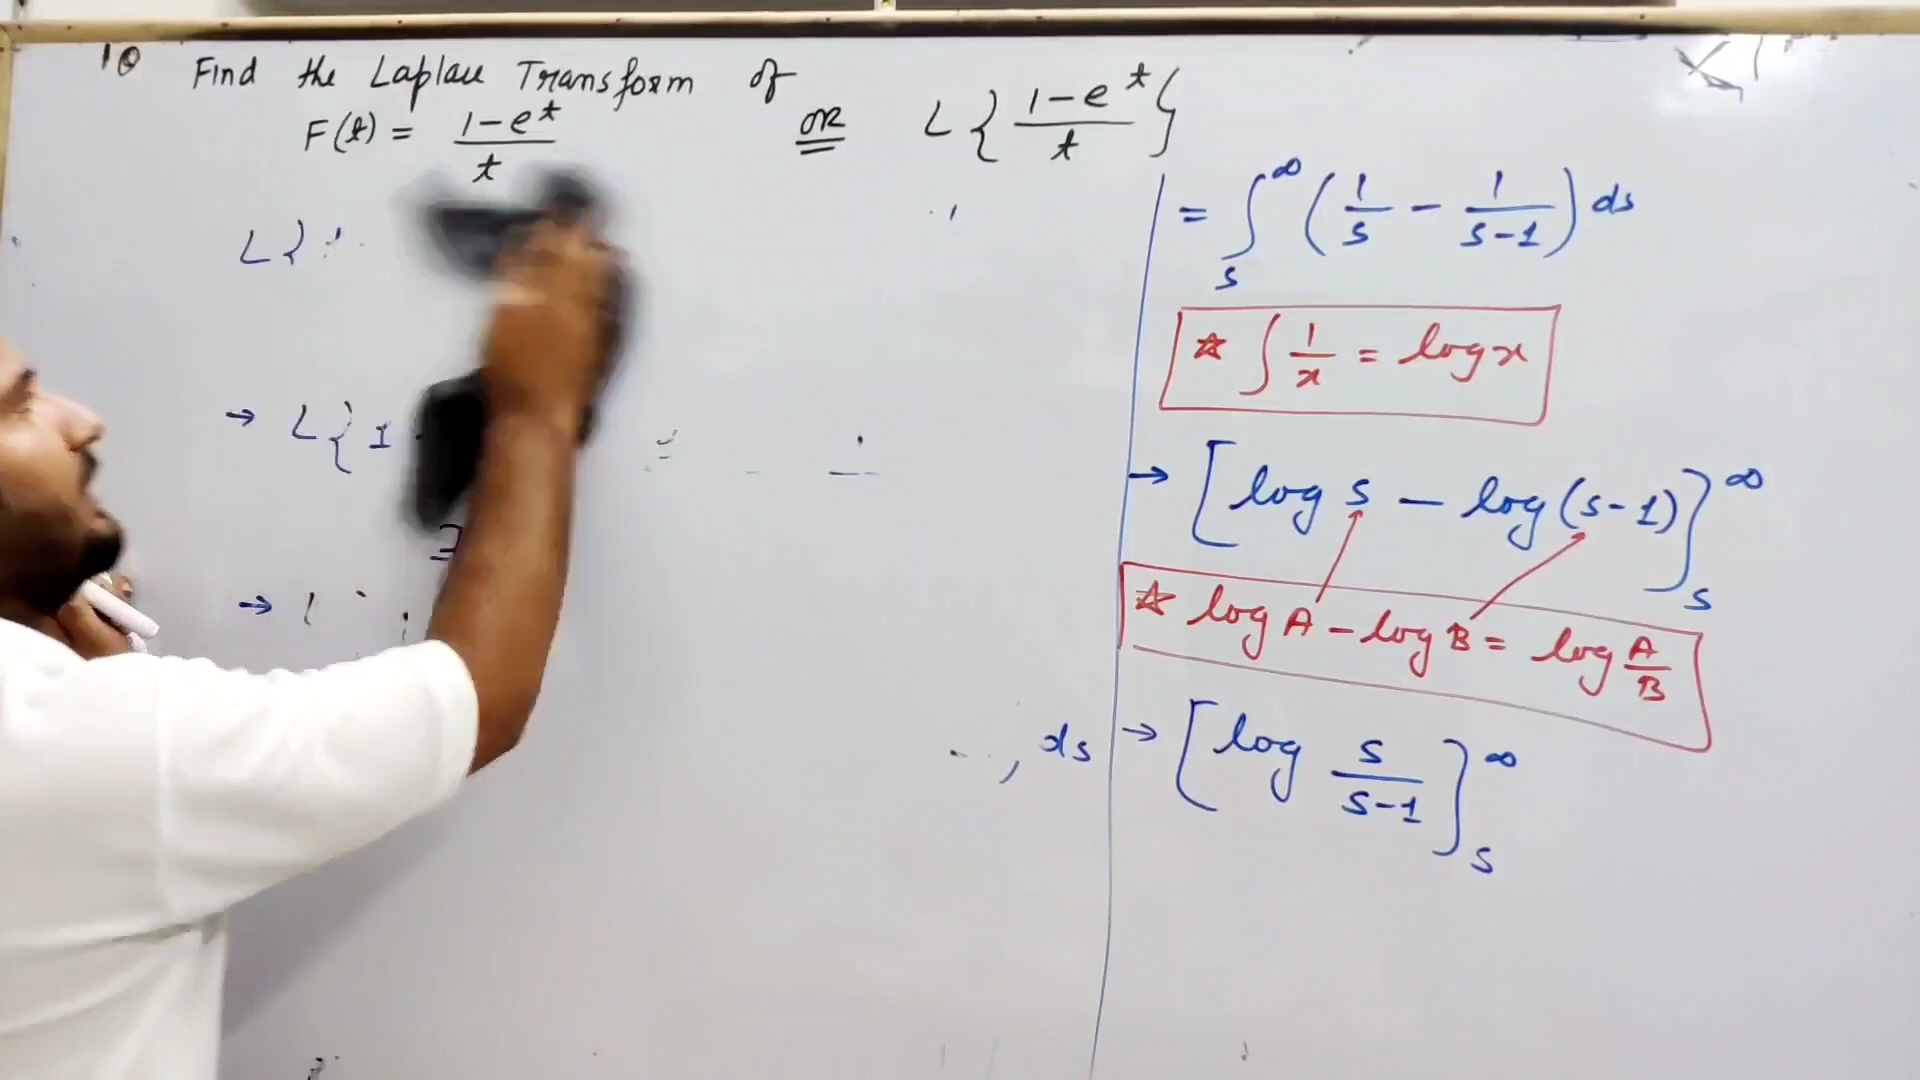 1Q Find the Laplace Transform of
F(t) = (1-e^t)/t OR L{(1-e^t)/t}
L{
→ L{1
→
ds
= ∫_s^∞ (1/s - 1/(s-1)) ds
☆ ∫ 1/x = log x
→ [log s - log(s-1)]_s^∞
☆ log A - log B = log A/B
→ [log s/(s-1)]_s^∞